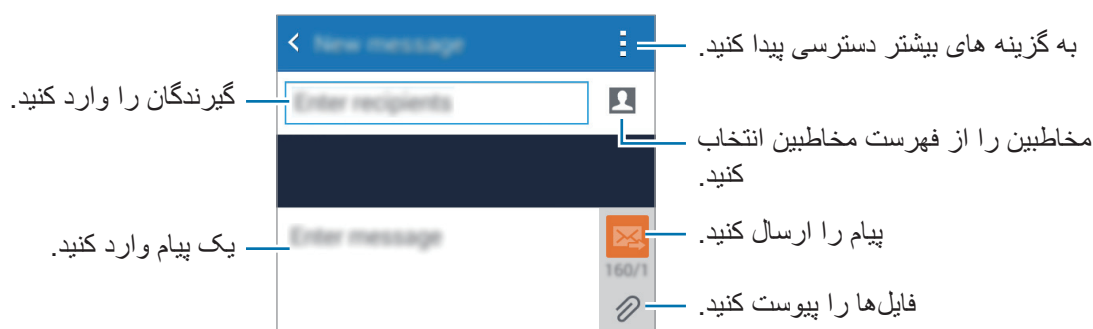 New message
به گزینه های بیشتر دسترسی پیدا کنید.
گیرندگان را وارد کنید.
Enter recipients
مخاطبین را از فهرست مخاطبین انتخاب
کنید.
یک پیام وارد کنید.
Enter message
پیام را ارسال کنید.
160/1
فایل‌ها را پیوست کنید.